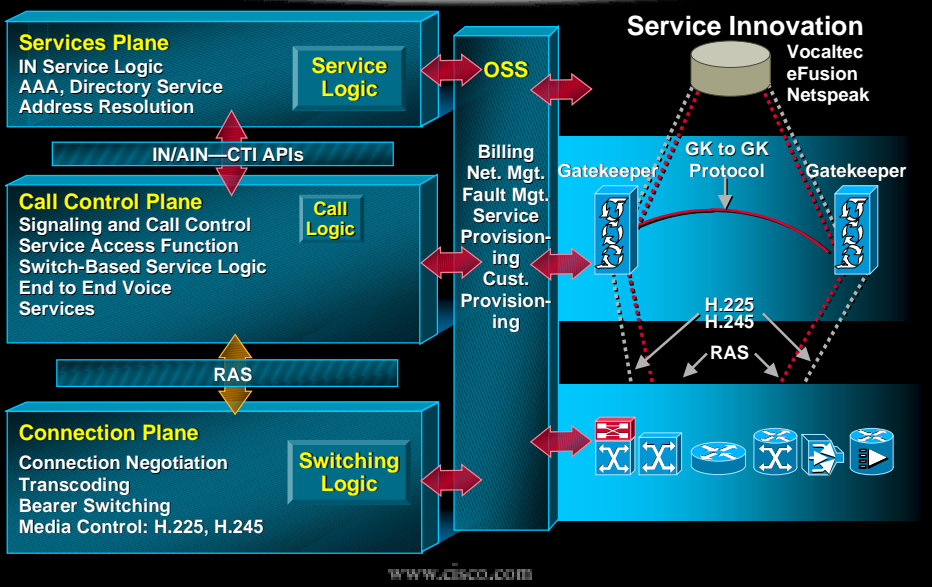 Services Plane
IN Service Logic
AAA, Directory Service
Address Resolution
Service
Logic
IN/AIN—CTI APIs
Call Control Plane
Signaling and Call Control
Service Access Function
Switch-Based Service Logic
End to End Voice
Services
Call
Logic
RAS
Connection Plane
Connection Negotiation
Transcoding
Bearer Switching
Media Control: H.225, H.245
Switching
Logic
OSS
Billing
Net. Mgt.
Fault Mgt.
Service
Provision-
ing
Cust.
Provision-
ing
Service Innovation
Vocaltec
eFusion
Netspeak
Gatekeeper
GK to GK
Protocol
Gatekeeper
H.225
H.245
RAS
www.cisco.com